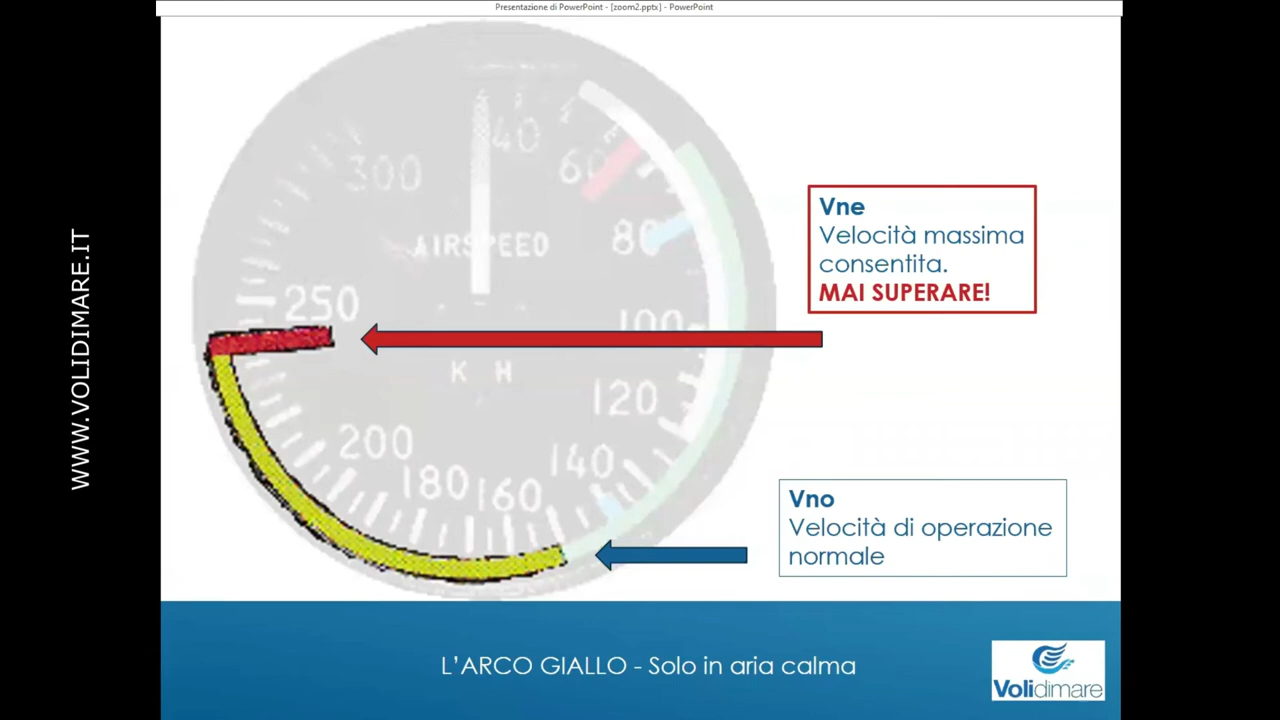 Presentazione di PowerPoint - [zoom2.pptx] - PowerPoint
WWW.VOLIDIMARE.IT
40
300
60
AIRSPEED
80
250
100
K H
120
200
140
180
160
Vne
Velocità massima
consentita.
MAI SUPERARE!
Vno
Velocità di operazione
normale
L'ARCO GIALLO - Solo in aria calma
Volidimare